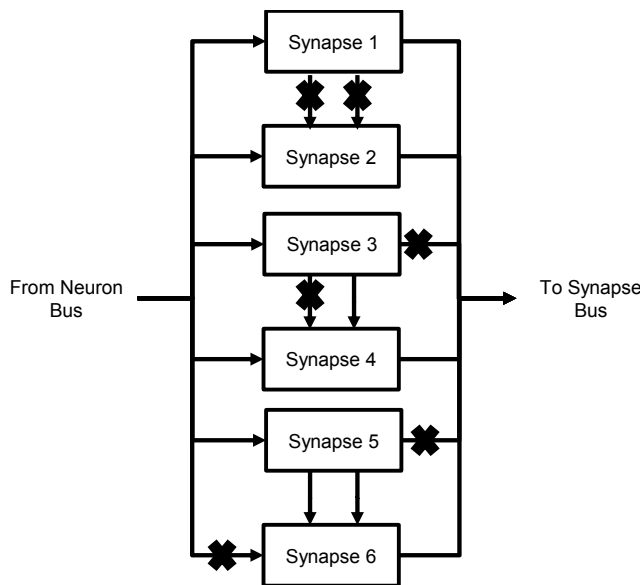 Synapse 1
Synapse 2
Synapse 3
From Neuron
Bus
To Synapse
Bus
Synapse 4
Synapse 5
Synapse 6